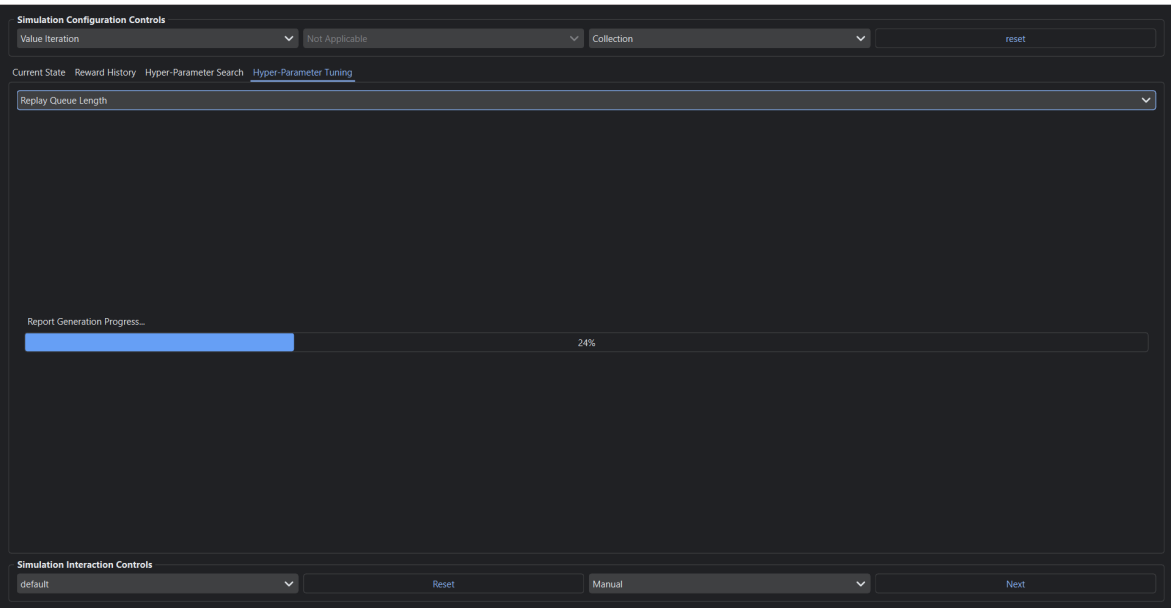 Simulation Configuration Controls
Value Iteration Not Applicable Collection reset
Current State Reward History Hyper-Parameter Search Hyper-Parameter Tuning
Replay Queue Length
Report Generation Progress...
24%
Simulation Interaction Controls
default Reset Manual Next